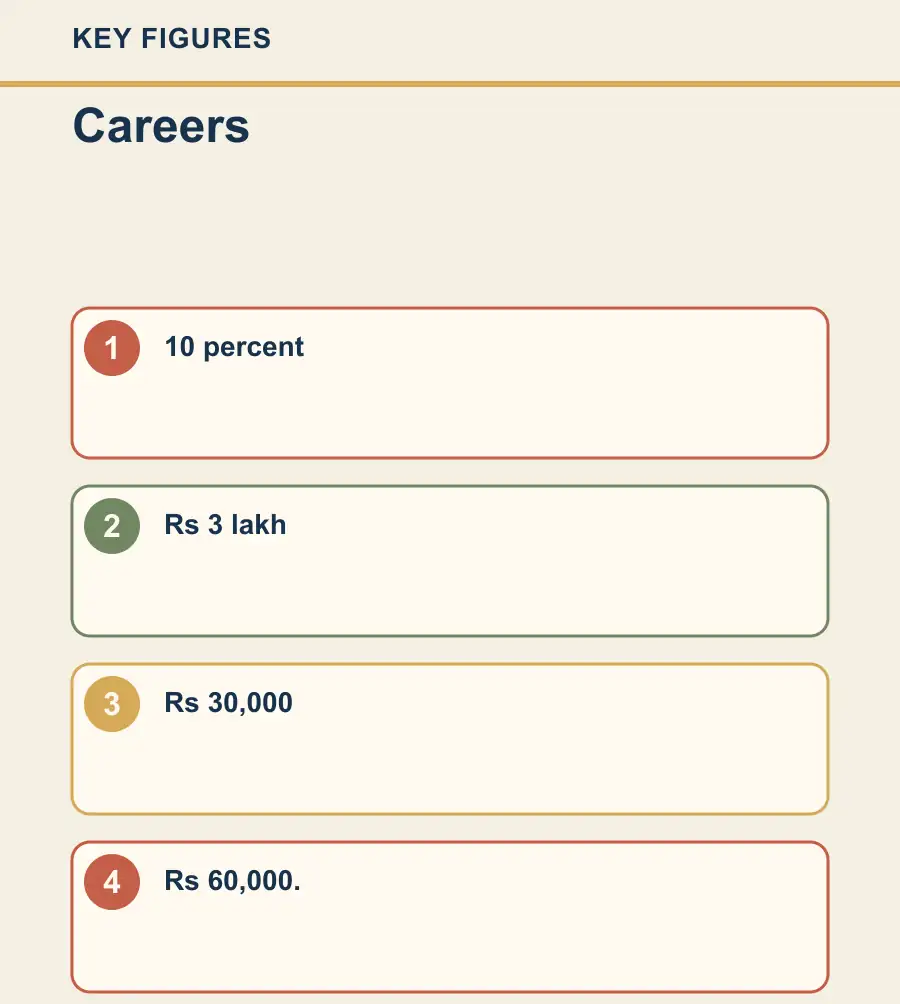 KEY FIGURES
Careers
1 10 percent
2 Rs 3 lakh
3 Rs 30,000
4 Rs 60,000.